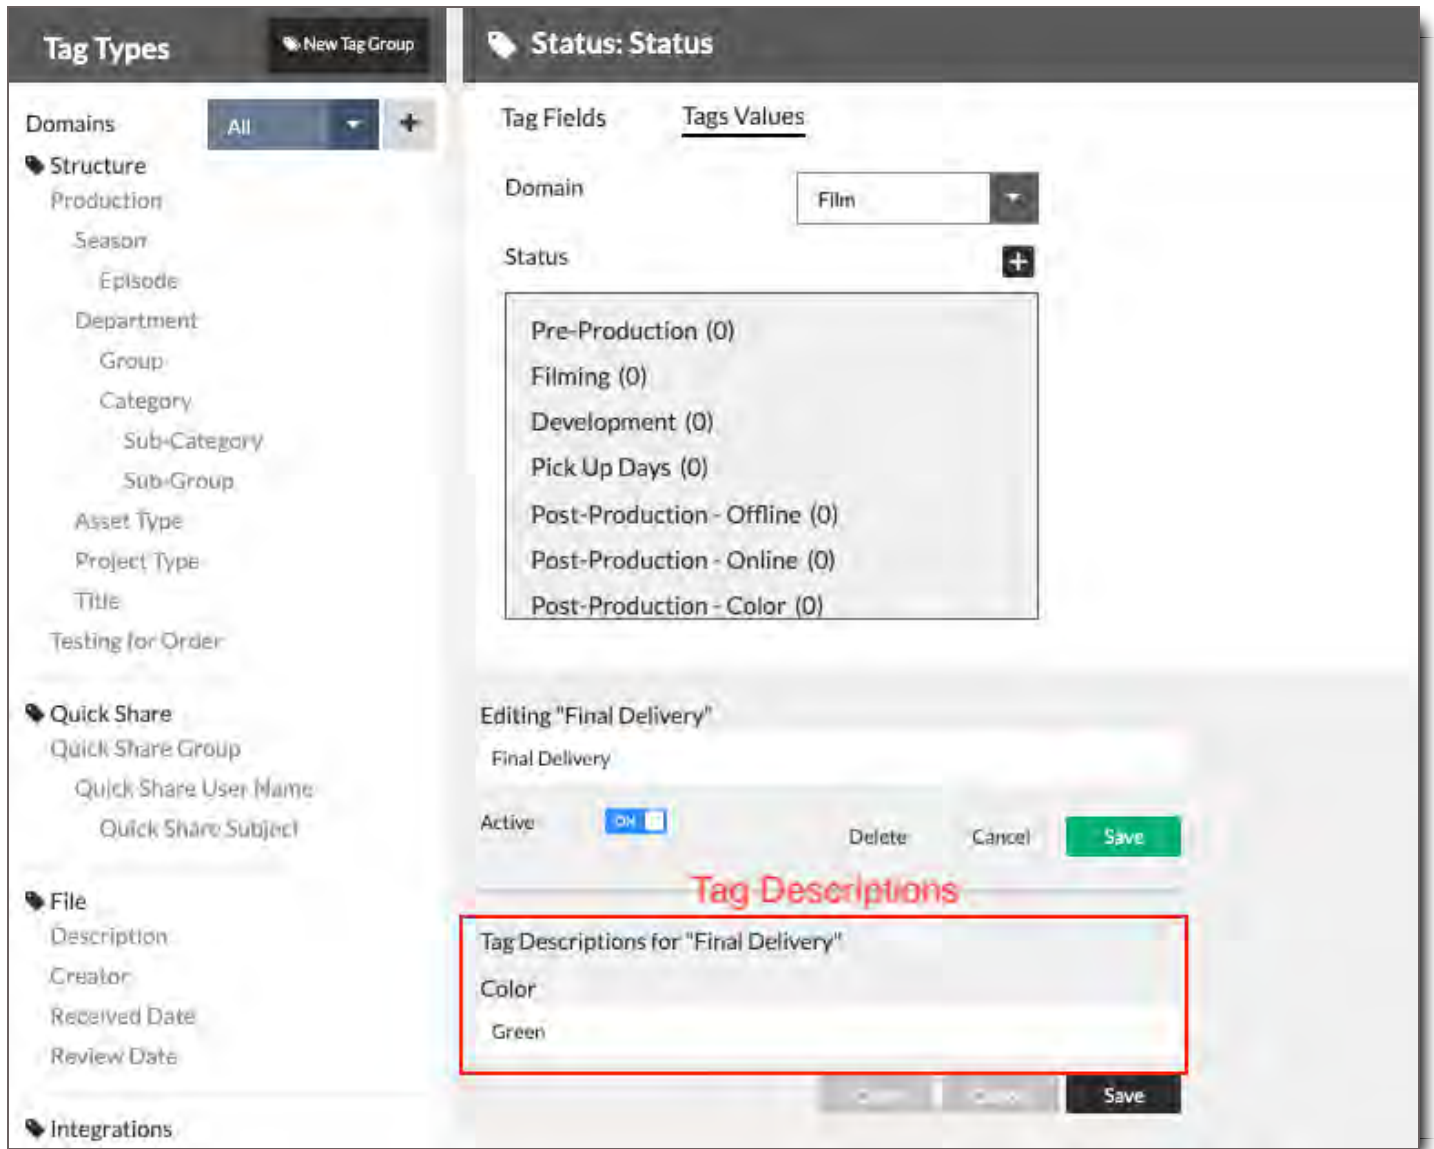 Tag Types
New Tag Group
Domains
All
Structure
Production
Season
Episode
Department
Group
Category
Sub-Category
Sub-Group
Asset Type
Project Type
Title
Testing for Order
Quick Share
Quick Share Group
Quick Share User Name
Quick Share Subject
File
Description
Creator
Received Date
Review Date
Integrations
Status: Status
Tag Fields Tags Values
Domain
Film
Status
Pre-Production (0)
Filming (0)
Development (0)
Pick Up Days (0)
Post-Production - Offline (0)
Post-Production - Online (0)
Post-Production - Color (0)
Editing "Final Delivery"
Final Delivery
Active ON
Delete Cancel Save
Tag Descriptions
Tag Descriptions for "Final Delivery"
Color
Green
Save